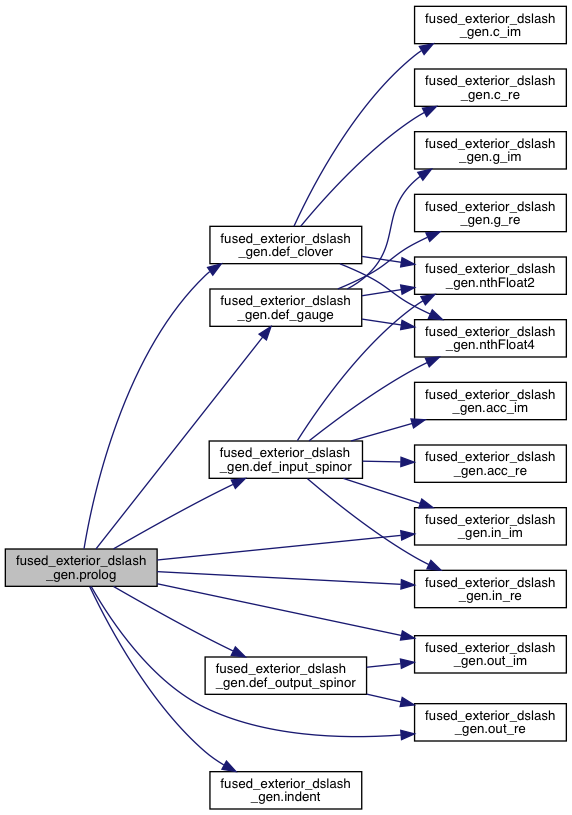 fused_exterior_dslash
_gen.c_im
fused_exterior_dslash
_gen.c_re
fused_exterior_dslash
_gen.g_im
fused_exterior_dslash
_gen.g_re
fused_exterior_dslash
_gen.def_clover
fused_exterior_dslash
_gen.nthFloat2
fused_exterior_dslash
_gen.def_gauge
fused_exterior_dslash
_gen.nthFloat4
fused_exterior_dslash
_gen.acc_im
fused_exterior_dslash
_gen.def_input_spinor
fused_exterior_dslash
_gen.acc_re
fused_exterior_dslash
_gen.in_im
fused_exterior_dslash
_gen.prolog
fused_exterior_dslash
_gen.in_re
fused_exterior_dslash
_gen.out_im
fused_exterior_dslash
_gen.def_output_spinor
fused_exterior_dslash
_gen.out_re
fused_exterior_dslash
_gen.indent